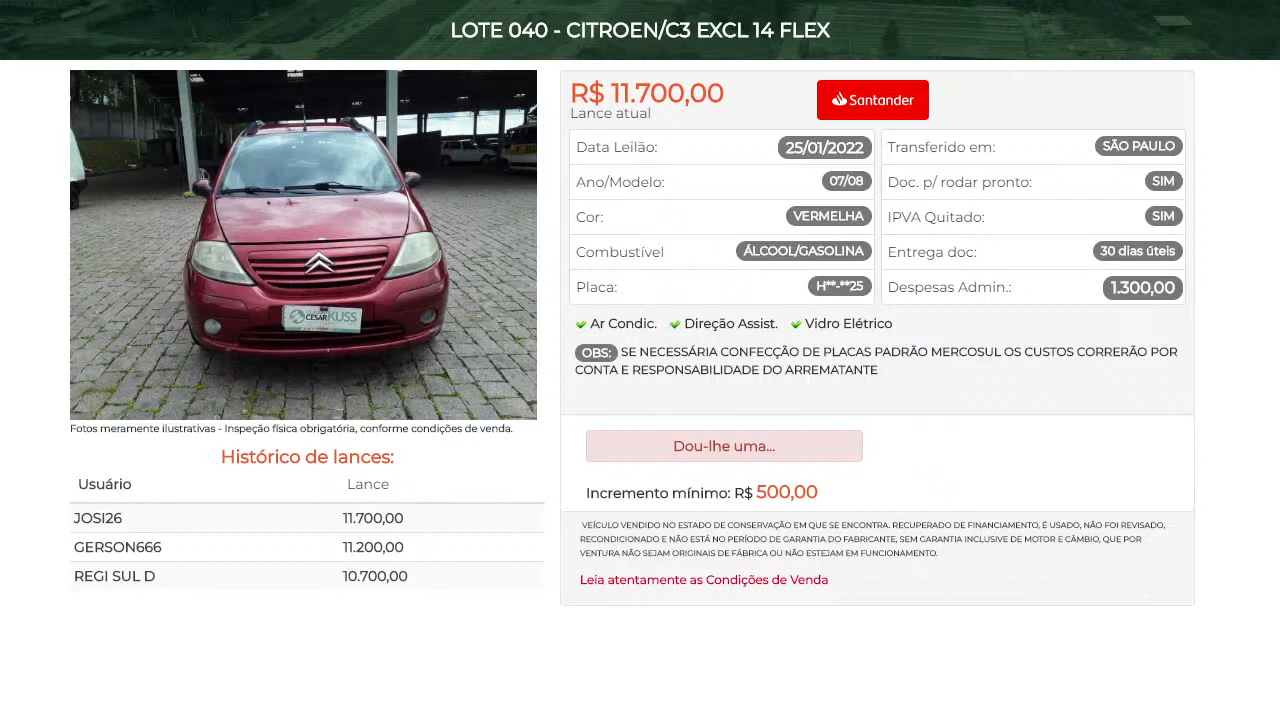 LOTE 040 - CITROEN/C3 EXCL 14 FLEX
CESAR KUSS
Fotos meramente ilustrativas - Inspeção física obrigatória, conforme condições de venda.
Histórico de lances:
Usuário Lance
JOSI26 11.700,00
GERSON666 11.200,00
REGI SUL D 10.700,00
R$ 11.700,00
Lance atual
Santander
Data Leilão: 25/01/2022
Ano/Modelo: 07/08
Cor: VERMELHA
Combustível ÁLCOOL/GASOLINA
Placa: H**-**25
Transferido em: SÃO PAULO
Doc. p/ rodar pronto: SIM
IPVA Quitado: SIM
Entrega doc: 30 dias úteis
Despesas Admin.: 1.300,00
Ar Condic. Direção Assist. Vidro Elétrico
OBS: SE NECESSÁRIA CONFECÇÃO DE PLACAS PADRÃO MERCOSUL OS CUSTOS CORRERÃO POR
CONTA E RESPONSABILIDADE DO ARREMATANTE
Dou-lhe uma...
Incremento mínimo: R$ 500,00
VEÍCULO VENDIDO NO ESTADO DE CONSERVAÇÃO EM QUE SE ENCONTRA. RECUPERADO DE FINANCIAMENTO, É USADO, NÃO FOI REVISADO,
RECONDICIONADO E NÃO ESTÁ NO PERÍODO DE GARANTIA DO FABRICANTE, SEM GARANTIA INCLUSIVE DE MOTOR E CÂMBIO, QUE POR
VENTURA NÃO SEJAM ORIGINAIS DE FÁBRICA OU NÃO ESTEJAM EM FUNCIONAMENTO.
Leia atentamente as Condições de Venda